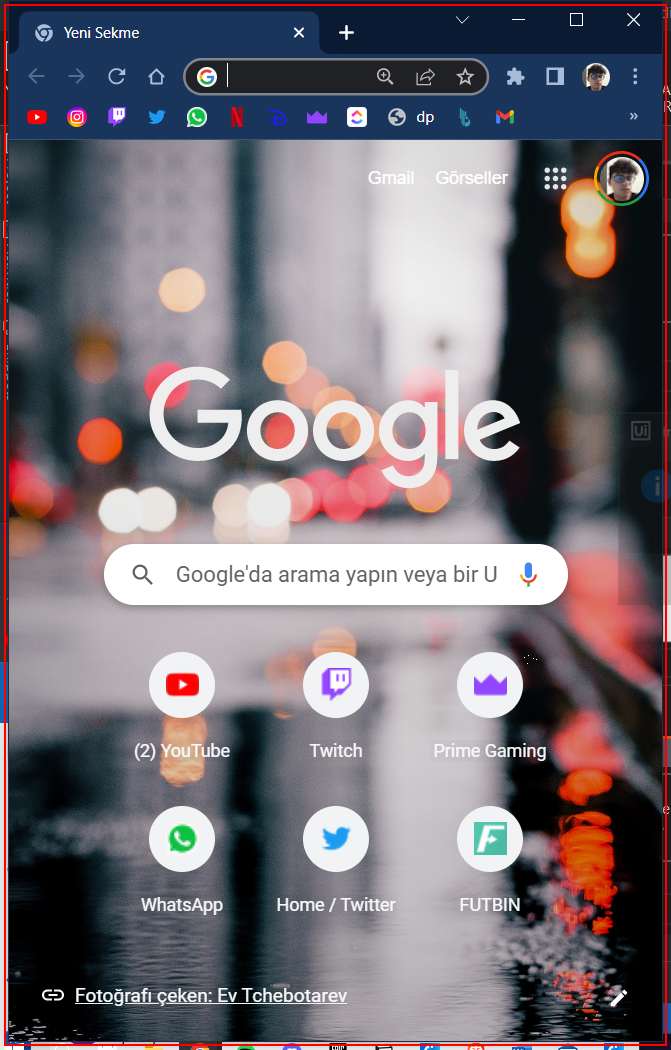 Yeni Sekme
dp
»
Gmail Görseller
Google
Ui
Google'da arama yapın veya bir U
(2) YouTube Twitch Prime Gaming
WhatsApp Home / Twitter FUTBIN
Fotoğrafı çeken: Ev Tchebotarev